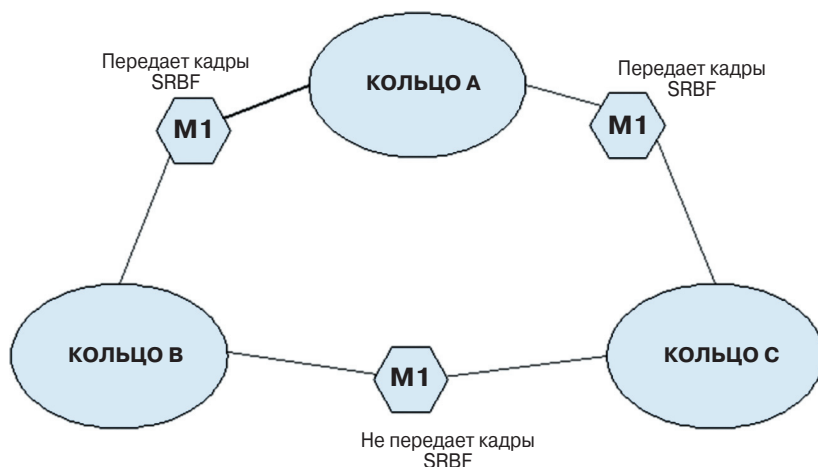 Передает кадры
SRBF
КОЛЬЦО А
Передает кадры
SRBF
М1
М1
КОЛЬЦО В
М1
КОЛЬЦО С
Не передает кадры
SRBF